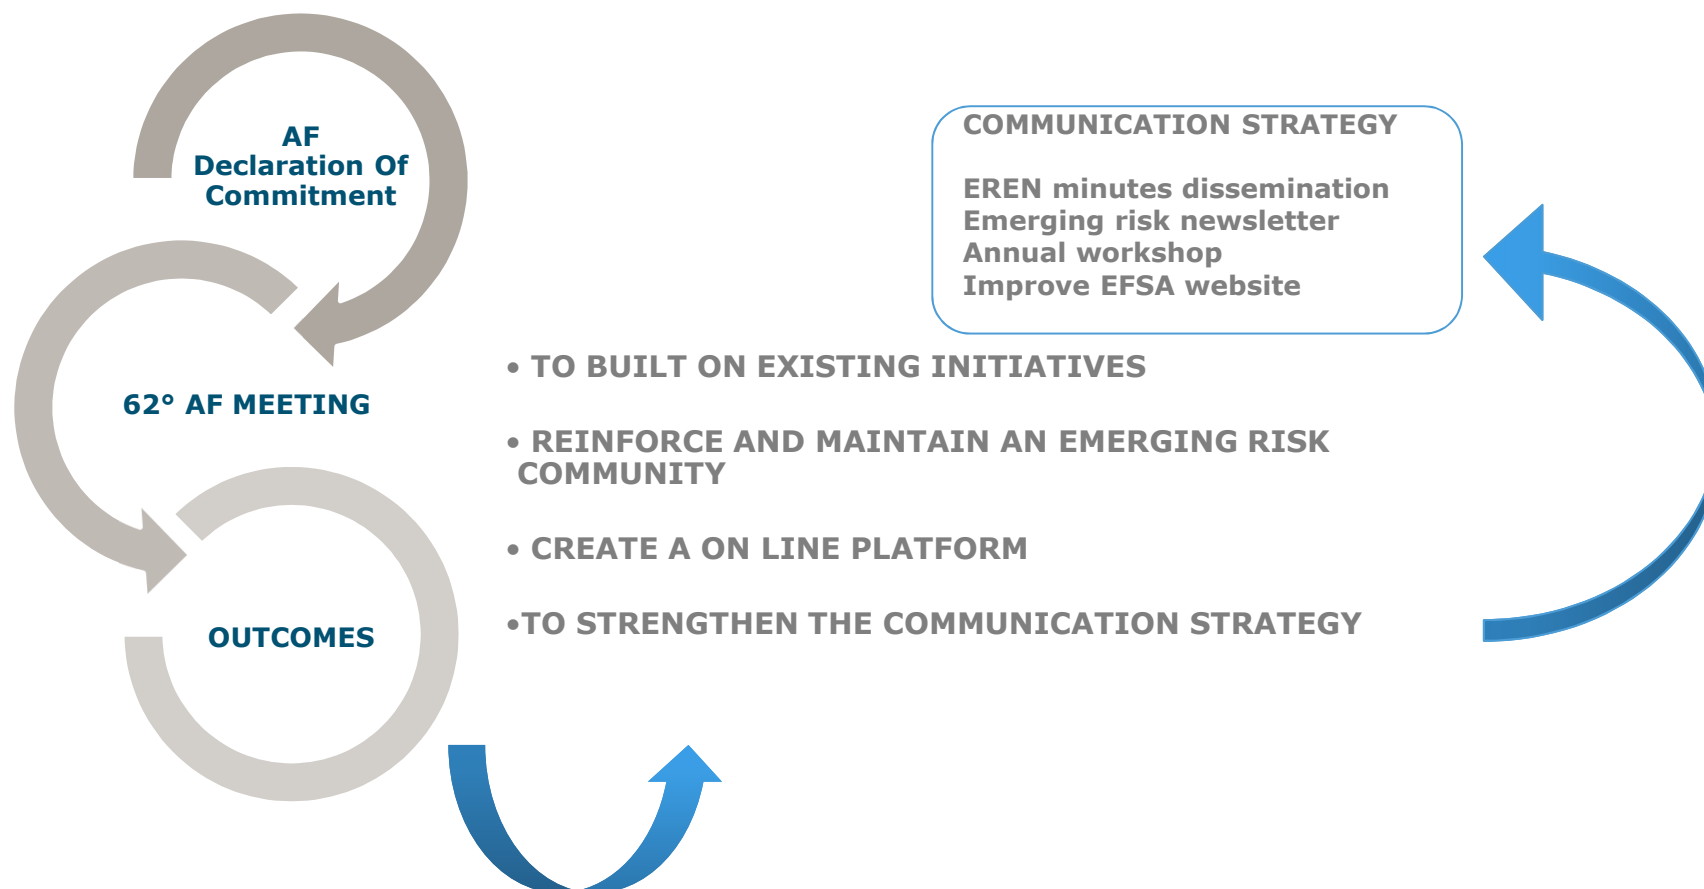 AF
Declaration Of
Commitment
62° AF MEETING
OUTCOMES
• TO BUILT ON EXISTING INITIATIVES
• REINFORCE AND MAINTAIN AN EMERGING RISK
COMMUNITY
• CREATE A ON LINE PLATFORM
•TO STRENGTHEN THE COMMUNICATION STRATEGY
COMMUNICATION STRATEGY
EREN minutes dissemination
Emerging risk newsletter
Annual workshop
Improve EFSA website